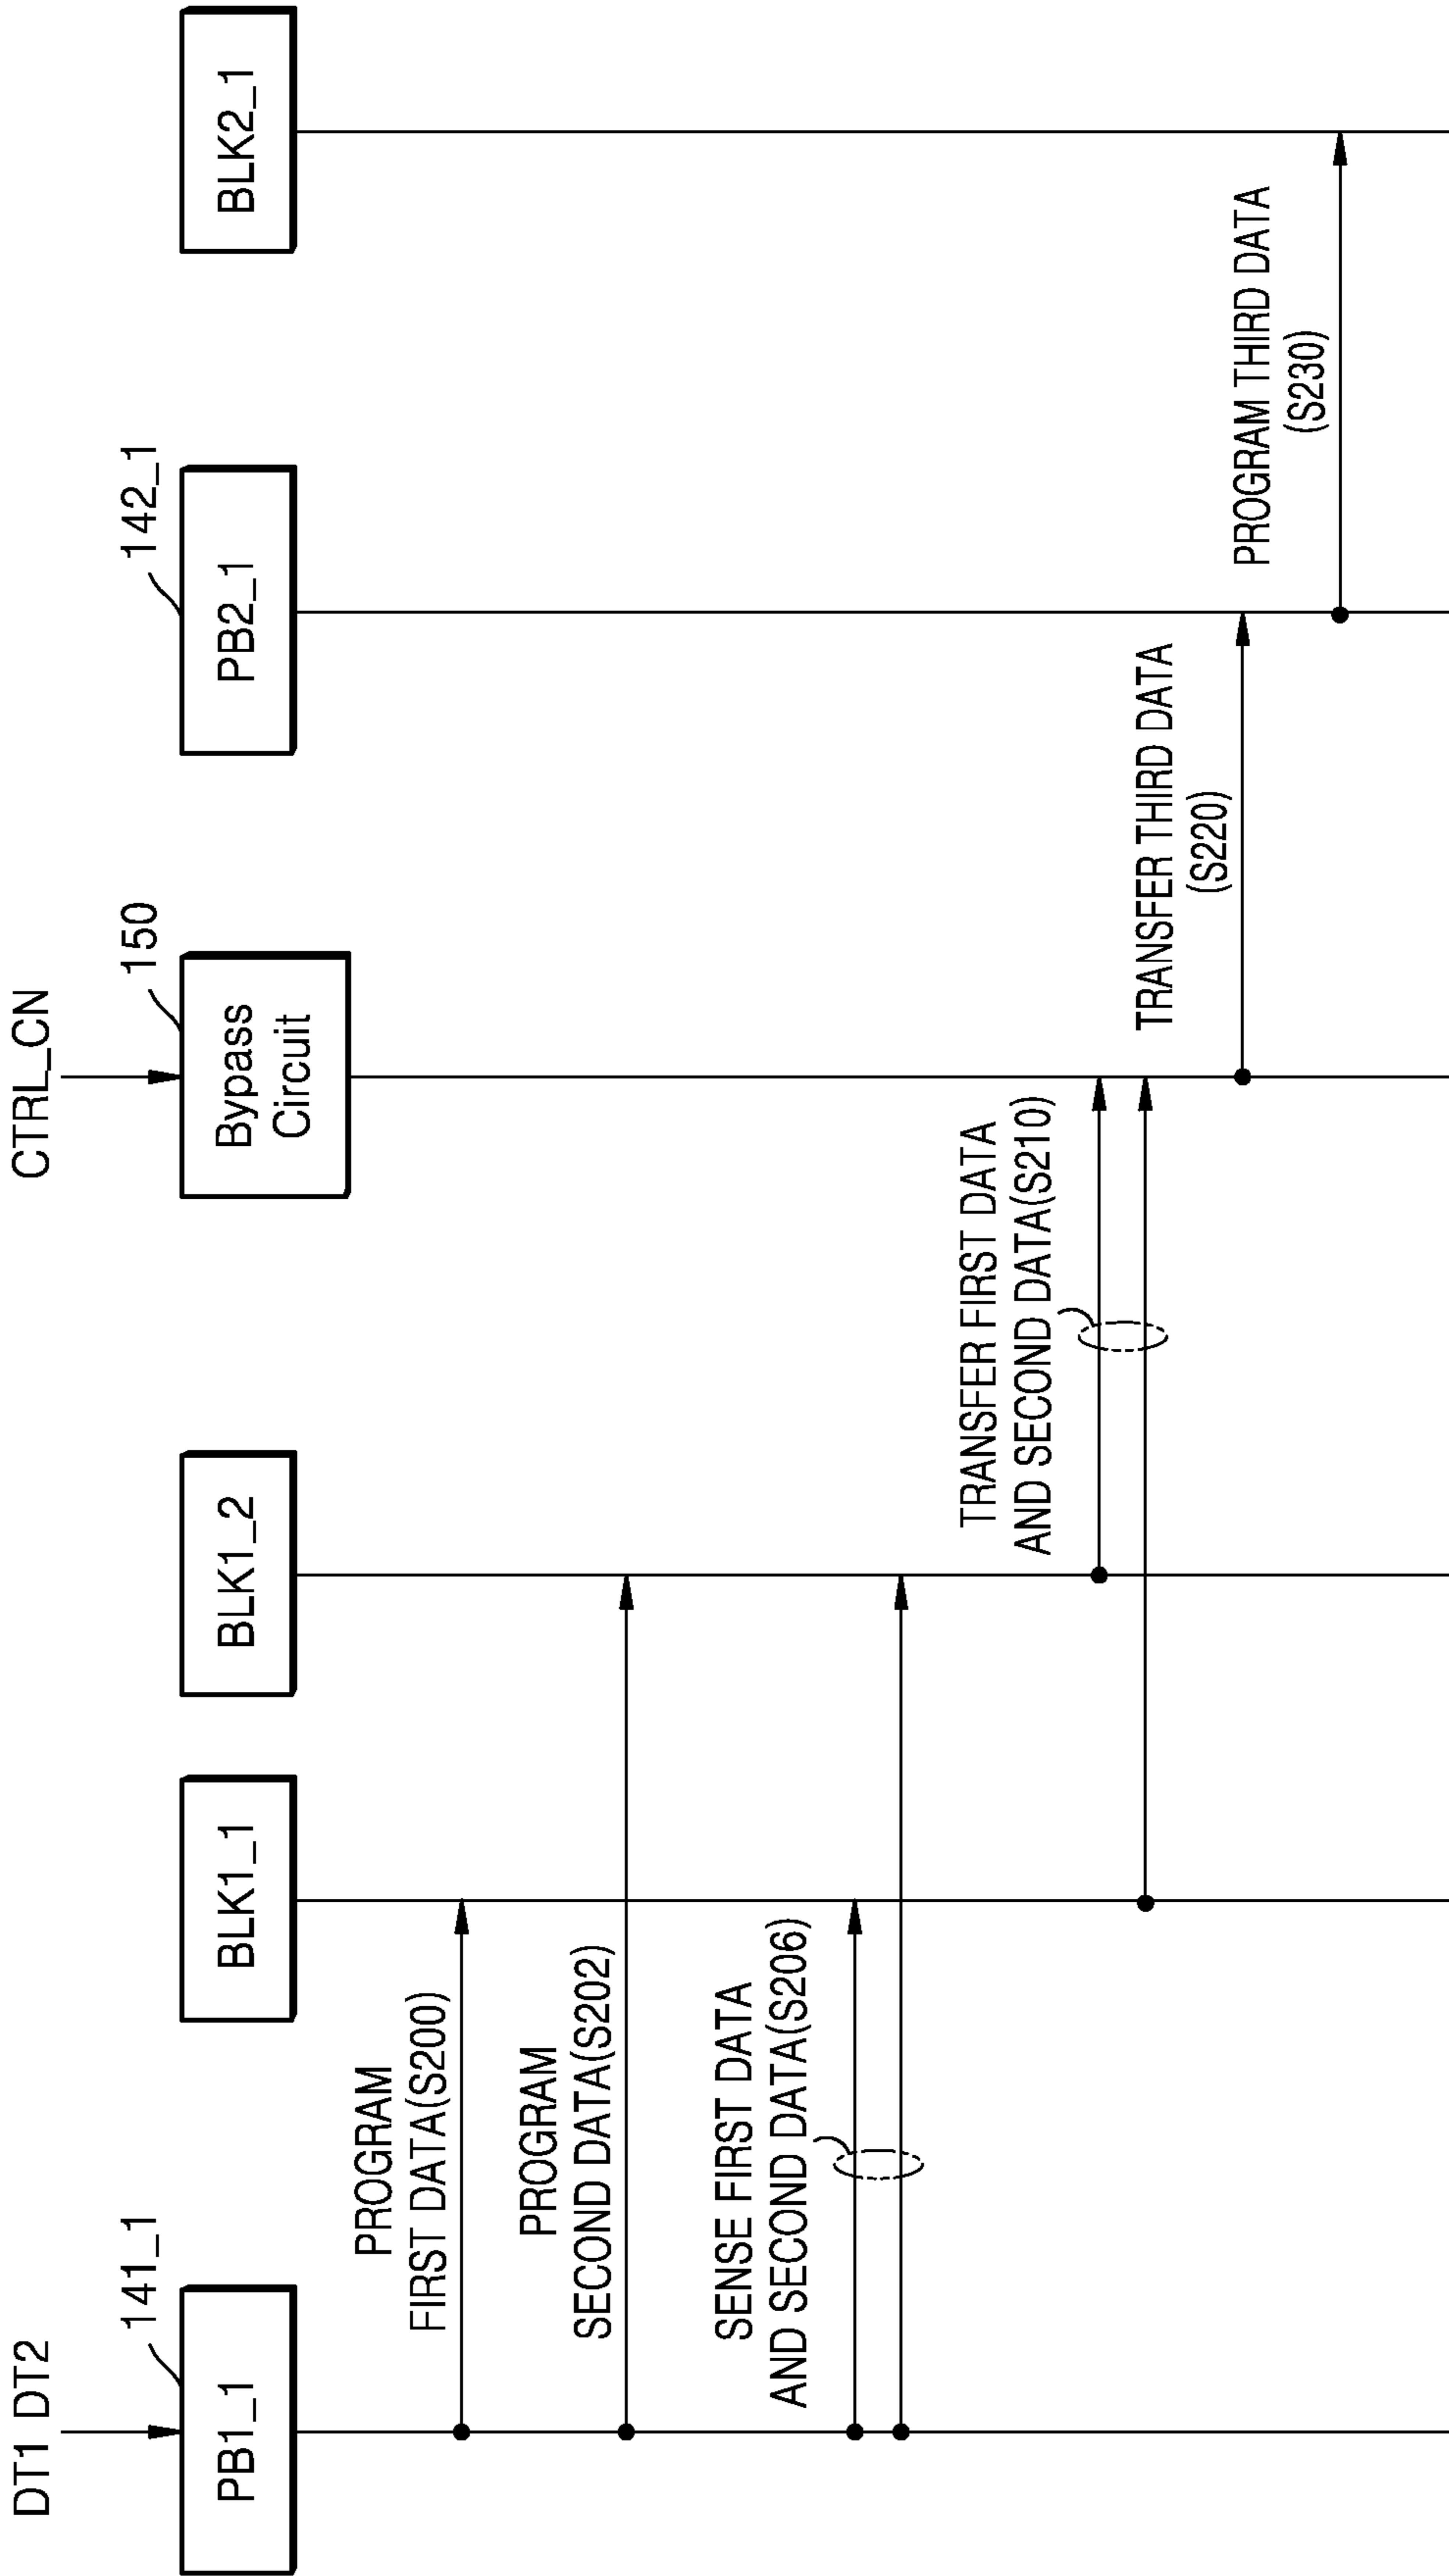 DT1 DT2
CTRL_CN
141_1
150
142_1
PB1_1
BLK1_1
BLK1_2
Bypass
Circuit
PB2_1
BLK2_1
PROGRAM
FIRST DATA(S200)
PROGRAM
SECOND DATA(S202)
SENSE FIRST DATA
AND SECOND DATA(S206)
TRANSFER FIRST DATA
AND SECOND DATA(S210)
TRANSFER THIRD DATA
(S220)
PROGRAM THIRD DATA
(S230)